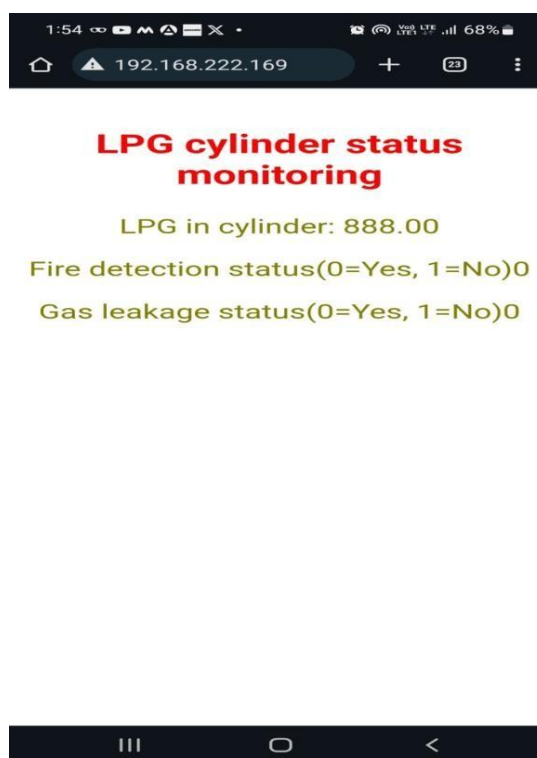 1:54 68%
192.168.222.169 23
LPG cylinder status
monitoring
LPG in cylinder: 888.00
Fire detection status(0=Yes, 1=No)0
Gas leakage status(0=Yes, 1=No)0